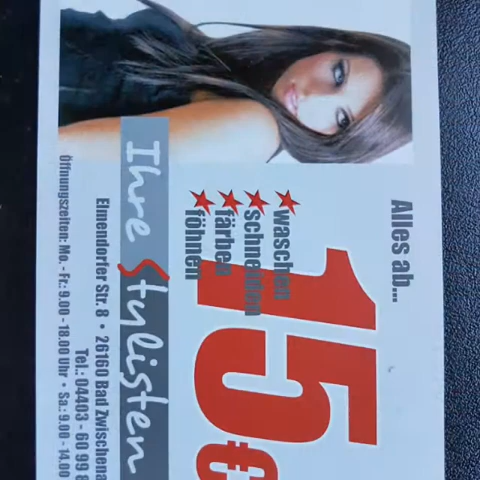 Alles ab...
15€
waschen
schneiden
färben
föhnen
Ihre Stylisten
Elmendorfer Str. 8 • 26160 Bad Zwischena
Tel.: 04403 - 60 99 8
Öffnungszeiten: Mo. - Fr.: 9.00 - 18.00 Uhr • Sa.: 9.00 - 14.00